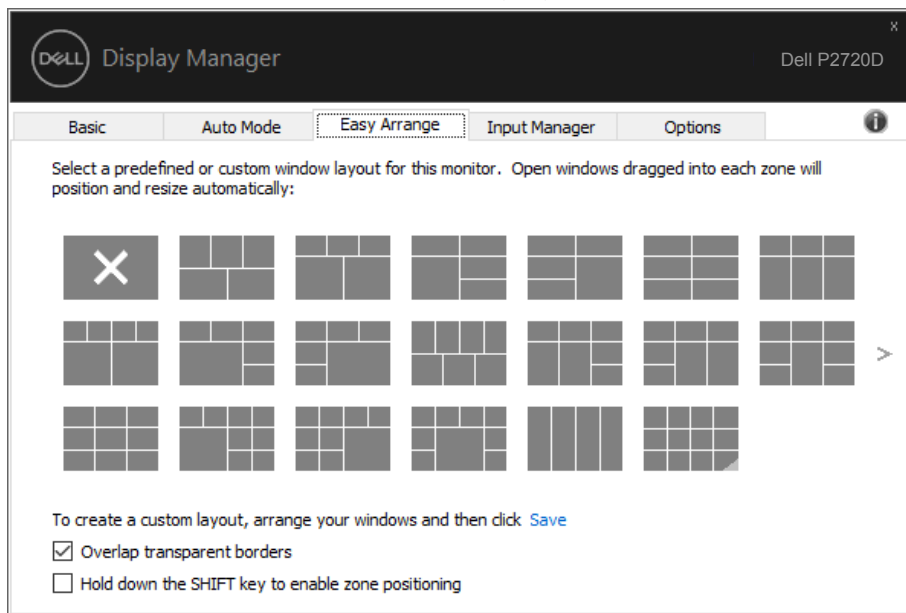 x
DELL Display Manager
Dell P2720D
Basic Auto Mode Easy Arrange Input Manager Options
Select a predefined or custom window layout for this monitor. Open windows dragged into each zone will
position and resize automatically:
>
To create a custom layout, arrange your windows and then click Save
Overlap transparent borders
Hold down the SHIFT key to enable zone positioning